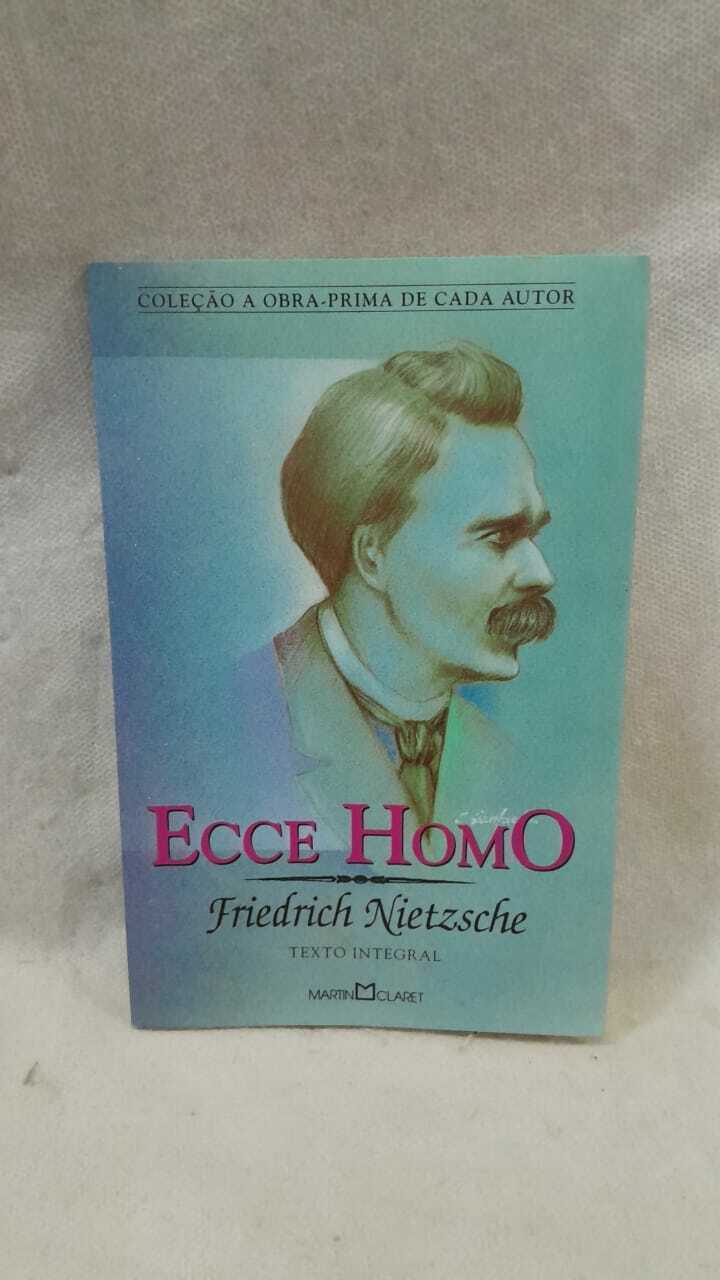 COLEÇÃO A OBRA-PRIMA DE CADA AUTOR
ECCE HOMO
Friedrich Nietzsche
TEXTO INTEGRAL
MARTIN CLARET